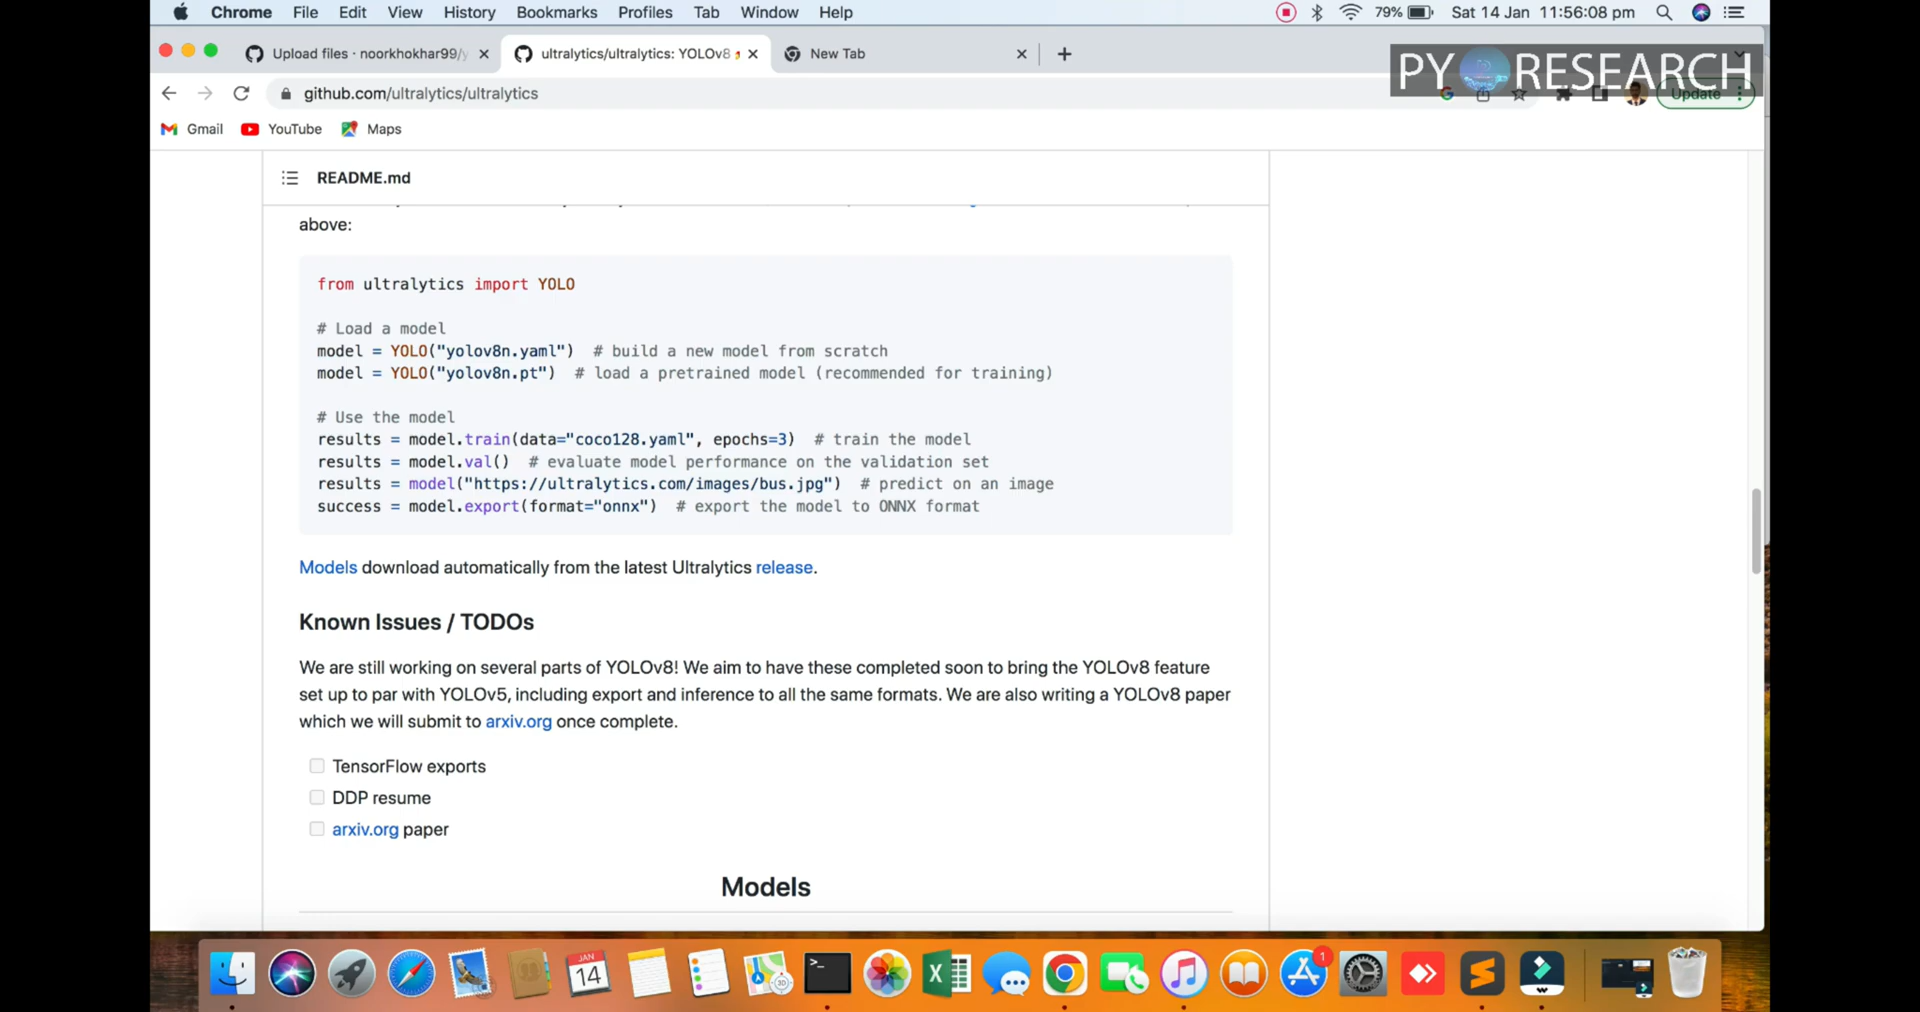 Chrome File Edit View History Bookmarks Profiles Tab Window Help 79% Sat 14 Jan 11:56:08 pm
Upload files · noorkhokhar99/y ultralytics/ultralytics: YOLOv8 New Tab
PY RESEARCH
github.com/ultralytics/ultralytics Update
Gmail YouTube Maps
README.md
above:
from ultralytics import YOLO
# Load a model
model = YOLO("yolov8n.yaml") # build a new model from scratch
model = YOLO("yolov8n.pt") # load a pretrained model (recommended for training)
# Use the model
results = model.train(data="coco128.yaml", epochs=3) # train the model
results = model.val() # evaluate model performance on the validation set
results = model("https://ultralytics.com/images/bus.jpg") # predict on an image
success = model.export(format="onnx") # export the model to ONNX format
Models download automatically from the latest Ultralytics release.
Known Issues / TODOs
We are still working on several parts of YOLOv8! We aim to have these completed soon to bring the YOLOv8 feature
set up to par with YOLOv5, including export and inference to all the same formats. We are also writing a YOLOv8 paper
which we will submit to arxiv.org once complete.
TensorFlow exports
DDP resume
arxiv.org paper
Models
JAN
14
1